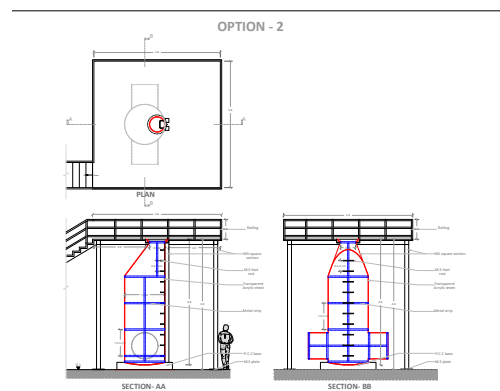 OPTION - 2
B
A
A
B
PLAN
Railing
MS square
section
M.S foot
rest
Transparent
Acrylic sheet
Metal strip
P.C.C base
M.S plate
SECTION- AA
Railing
MS square section
M.S foot
rest
Transparent
Acrylic sheet
Metal strip
P.C.C base
M.S plate
SECTION- BB